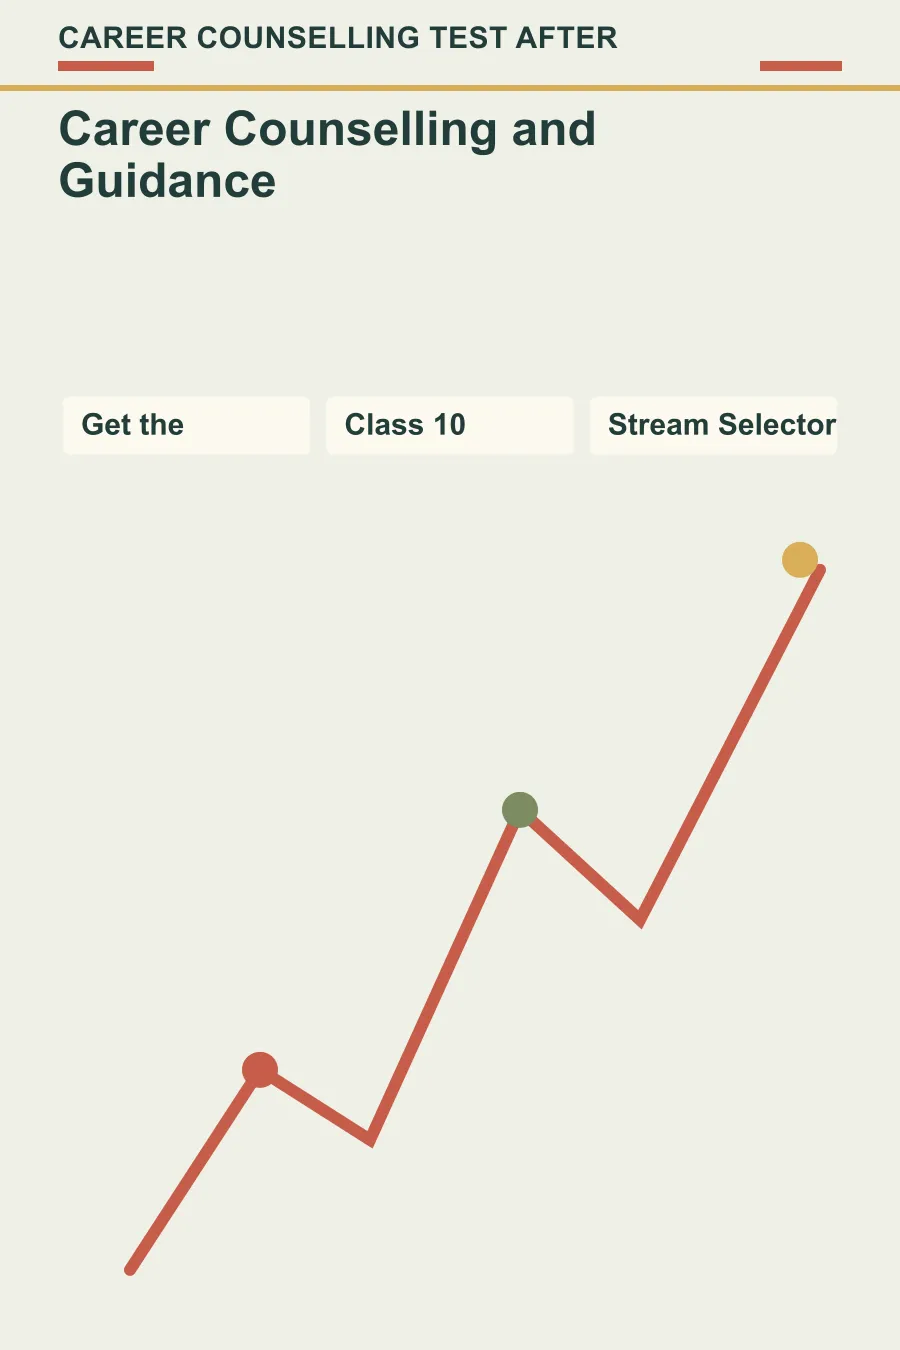 CAREER COUNSELLING TEST AFTER
Career Counselling and
Guidance
Get the
Class 10
Stream Selector